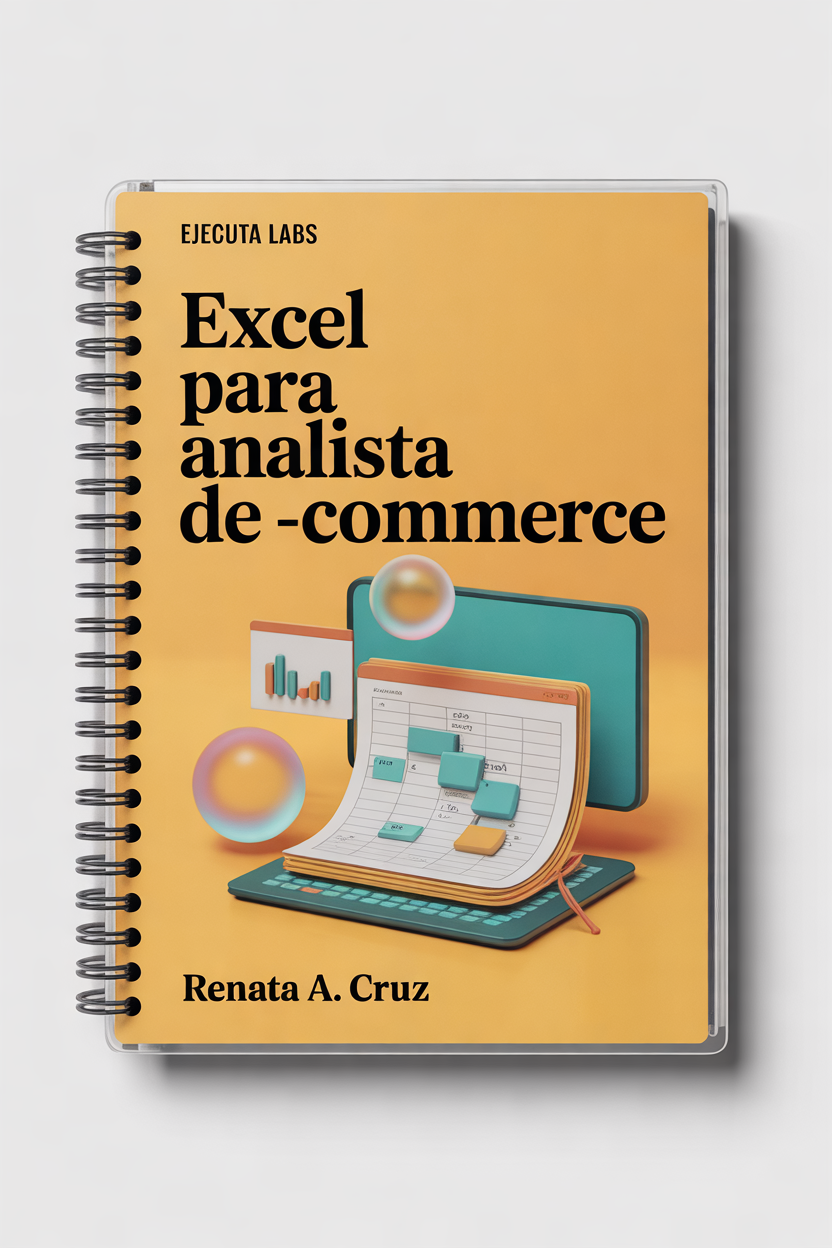 EJECUTA LABS
Excel
para
analista
de -commerce
Renata A. Cruz